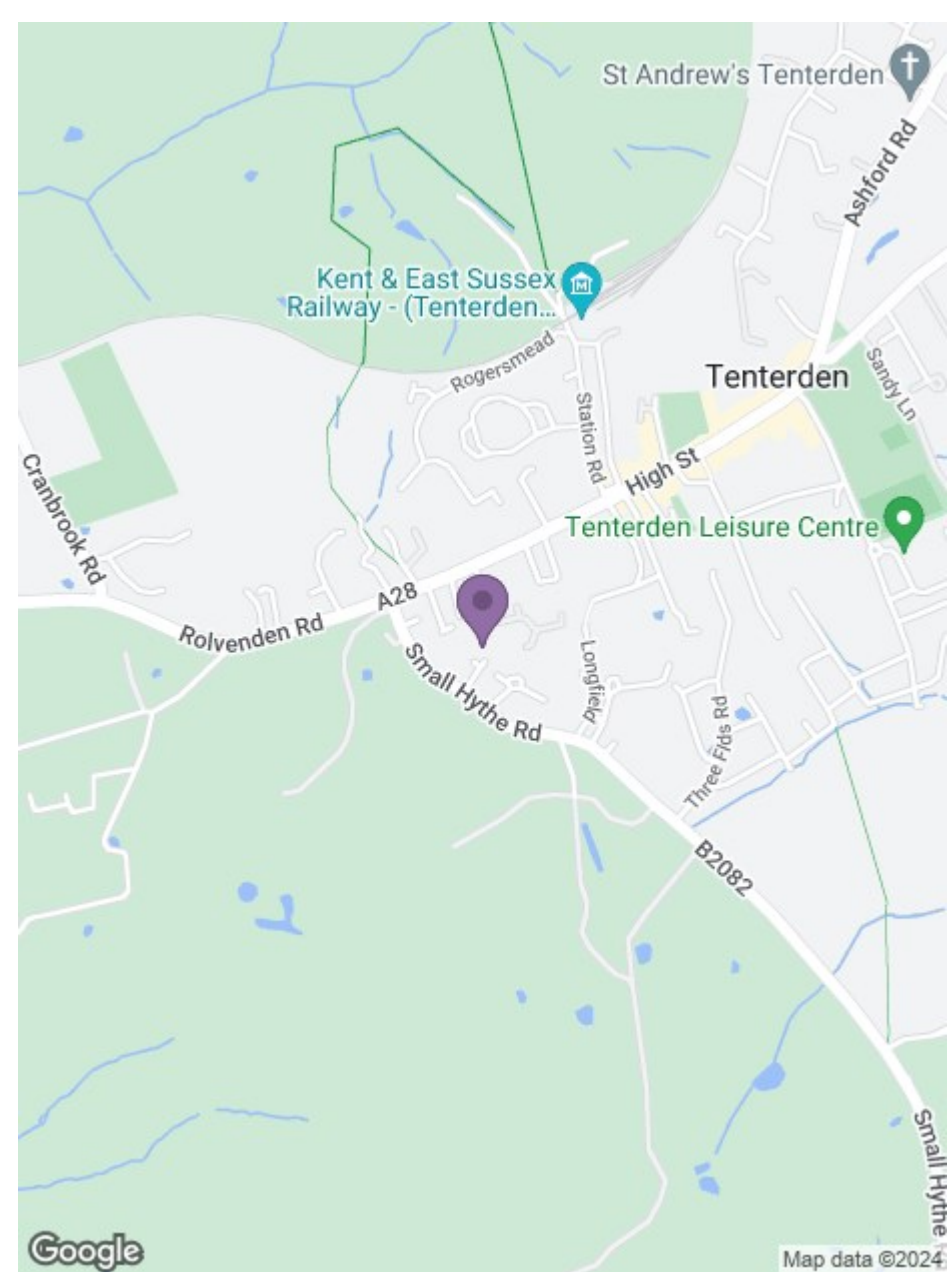 St Andrew's Tenterden
Ashford Rd
Kent & East Sussex
Railway - (Tenterden...
Rogersmead
Tenterden
Sandy Ln
Station Rd
High St
Cranbrook Rd
Tenterden Leisure Centre
A28
Rolvenden Rd
Small Hythe Rd
Longfield
Three Flds Rd
B2082
Small Hythe
Google
Map data ©2024